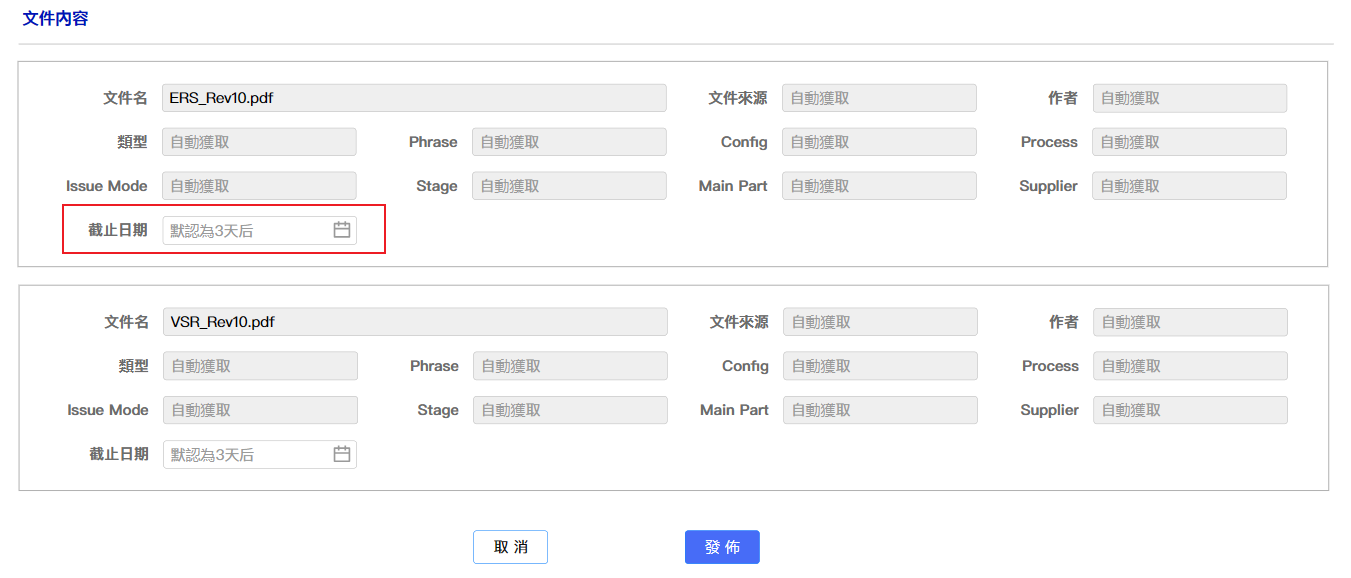 文件內容
文件名 ERS_Rev10.pdf 文件來源 自動獲取 作者 自動獲取
類型 自動獲取 Phrase 自動獲取 Config 自動獲取 Process 自動獲取
Issue Mode 自動獲取 Stage 自動獲取 Main Part 自動獲取 Supplier 自動獲取
截止日期 默認為3天后
文件名 VSR_Rev10.pdf 文件來源 自動獲取 作者 自動獲取
類型 自動獲取 Phrase 自動獲取 Config 自動獲取 Process 自動獲取
Issue Mode 自動獲取 Stage 自動獲取 Main Part 自動獲取 Supplier 自動獲取
截止日期 默認為3天后
取 消 發 佈